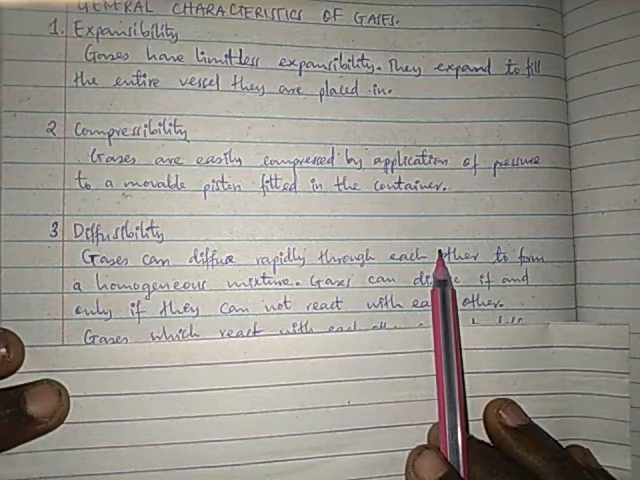 GENERAL CHARACTERISTICS OF GASES.
1. Expansibility
Gases have limitless expansibility. They expand to fill
the entire vessel they are placed in.
2 Compressibility
Gases are easily compressed by application of pressure
to a movable piston fitted in the container.
3 Diffusibility
Gases can diffuse rapidly through each other to form
a homogeneous mixture. Gases can if and
only if they can not react with other.
Gases which react with